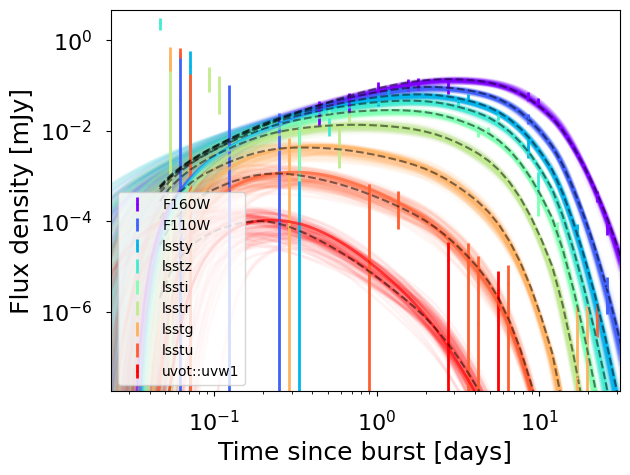 Flux density [mJy]
10⁰
10⁻²
10⁻⁴
10⁻⁶
F160W
F110W
lssty
lsstz
lssti
lsstr
lsstg
lsstu
uvot::uvw1
10⁻¹
10⁰
10¹
Time since burst [days]